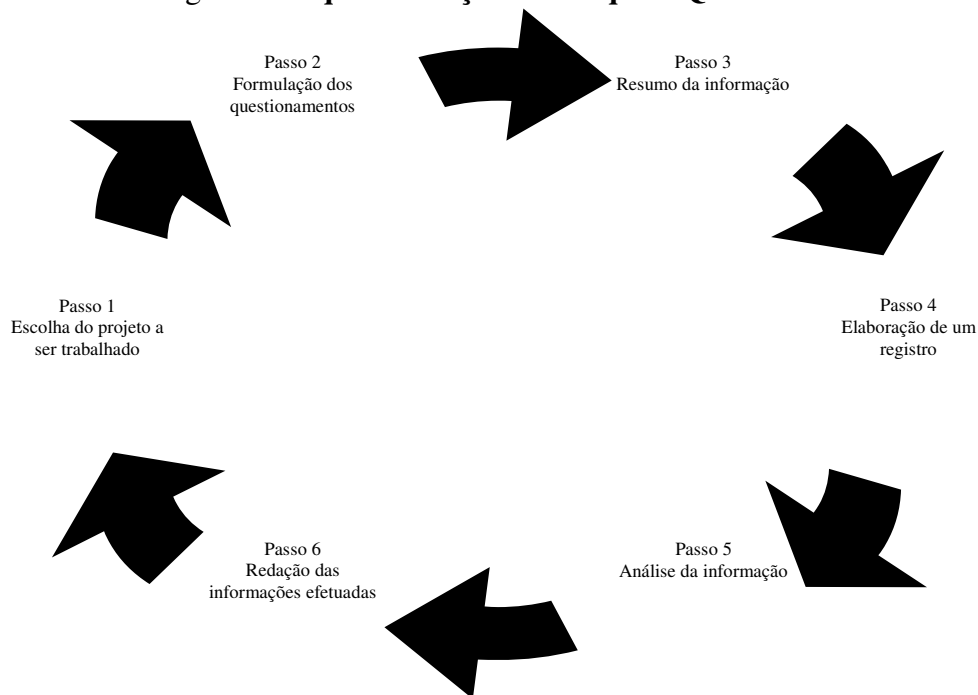 Passo 2
Formulação dos
questionamentos
Passo 3
Resumo da informação
Passo 1
Escolha do projeto a
ser trabalhado
Passo 4
Elaboração de um
registro
Passo 6
Redação das
informações efetuadas
Passo 5
Análise da informação